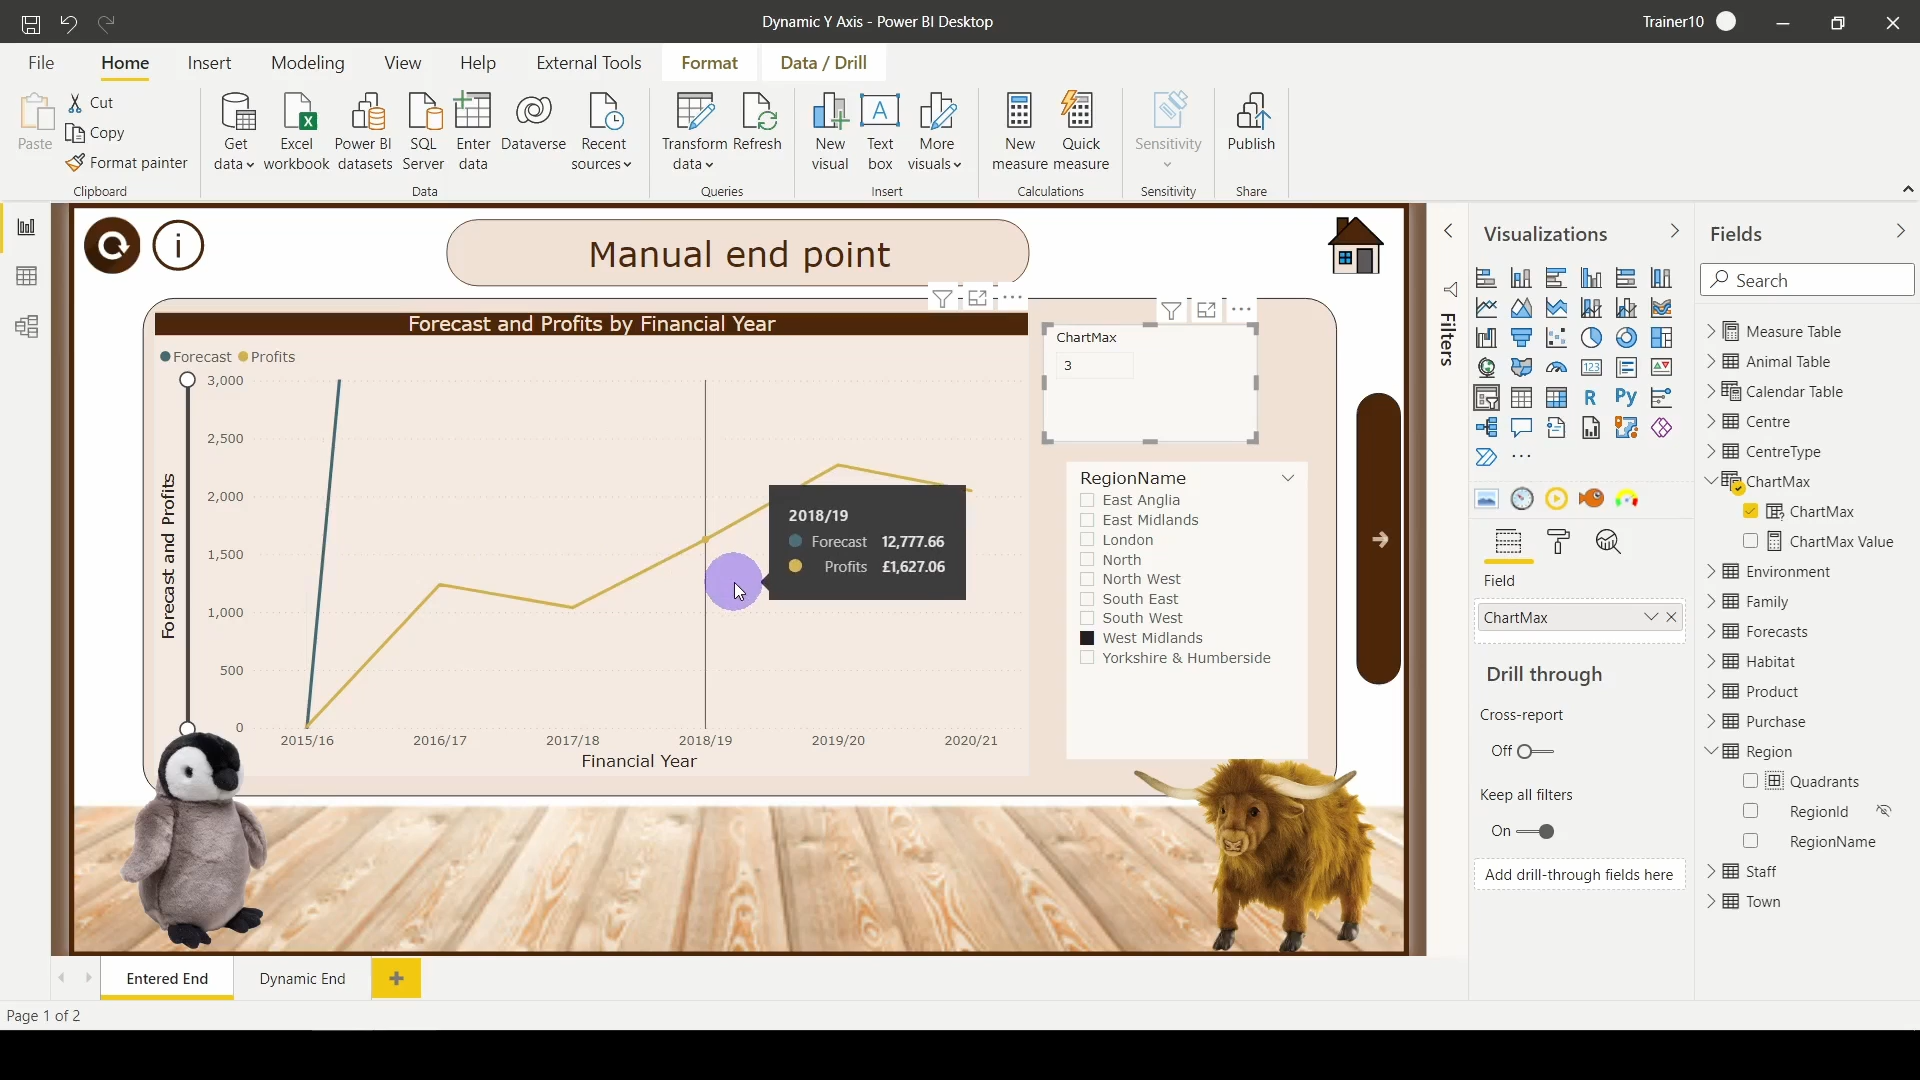 Dynamic Y Axis - Power BI Desktop
Trainer10
File Home Insert Modeling View Help External Tools Format Data / Drill
Paste
Cut
Copy
Format painter
Clipboard
Get data
Excel workbook
Power BI datasets
SQL Server
Enter data
Dataverse
Recent sources
Data
Transform data
Refresh
Queries
New visual
Text box
More visuals
Insert
New measure
Quick measure
Calculations
Sensitivity
Sensitivity
Publish
Share
Manual end point
Forecast and Profits by Financial Year
Forecast Profits
3,000
2,500
2,000
1,500
1,000
500
0
Forecast and Profits
2015/16 2016/17 2017/18 2018/19 2019/20 2020/21
Financial Year
2018/19
Forecast 12,777.66
Profits £1,627.06
ChartMax
3
RegionName
East Anglia
East Midlands
London
North
North West
South East
South West
West Midlands
Yorkshire & Humberside
Filters
Visualizations
R
Py
123
Field
ChartMax
Drill through
Cross-report
Off
Keep all filters
On
Add drill-through fields here
Fields
Search
Measure Table
Animal Table
Calendar Table
Centre
CentreType
ChartMax
ChartMax
ChartMax Value
Environment
Family
Forecasts
Habitat
Product
Purchase
Region
Quadrants
RegionId
RegionName
Staff
Town
Entered End Dynamic End
Page 1 of 2